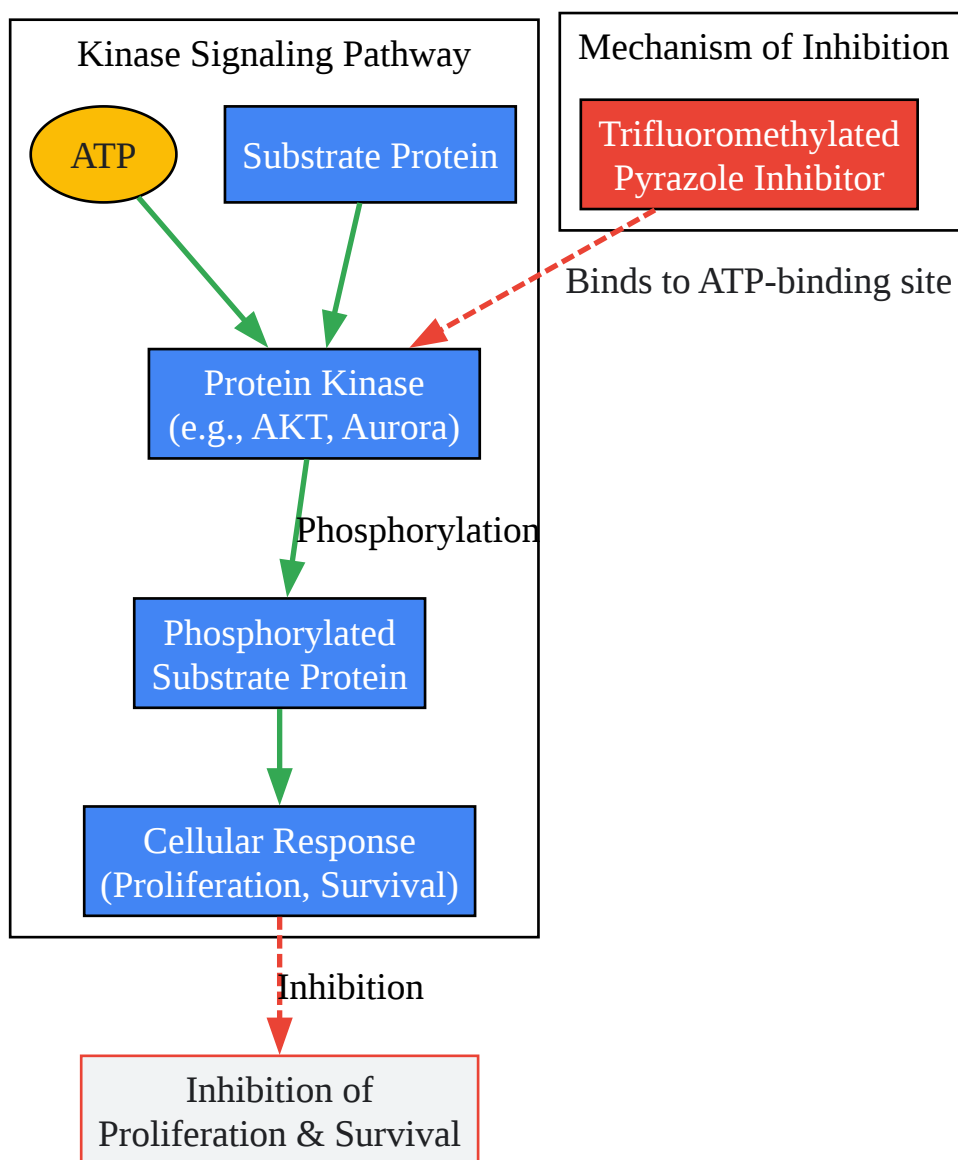 Kinase Signaling Pathway
Mechanism of Inhibition
ATP
Substrate Protein
Trifluoromethylated
Pyrazole Inhibitor
Binds to ATP-binding site
Protein Kinase
(e.g., AKT, Aurora)
Phosphorylation
Phosphorylated
Substrate Protein
Cellular Response
(Proliferation, Survival)
Inhibition
Inhibition of
Proliferation & Survival